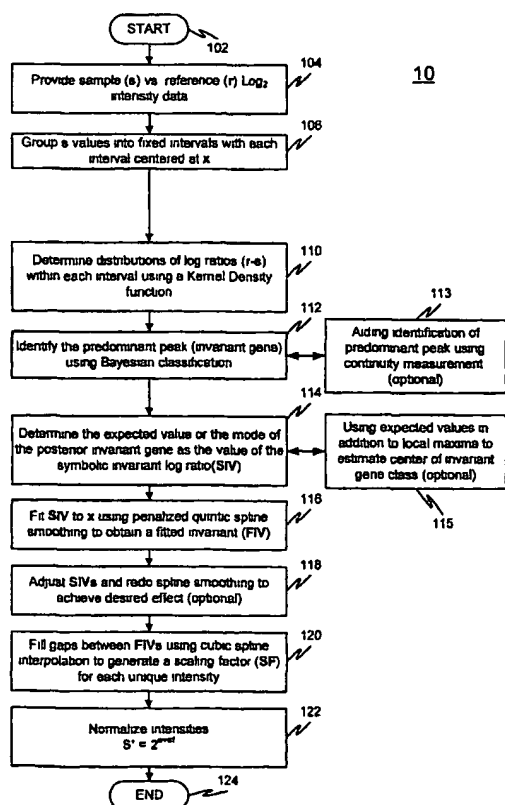 START
102
10
104
Provide sample (s) vs reference (r) Log2
intensity data
106
Group s values into fixed intervals with each
interval centered at x
110
Determine distributions of log ratios (r-s)
within each interval using a Kernel Density
function
112
Identify the predominant peak (invariant gene)
using Bayesian classification
113
Aiding identification of
predominant peak using
continuity measurement
(optional)
114
Determine the expected value or the mode of
the posterior invariant gene as the value of the
symbolic invariant log ratio(SIV)
Using expected values in
addition to local maxima to
estimate center of invariant
gene class (optional)
115
116
Fit SIV to x using penalized quintic spline
smoothing to obtain a fitted invariant (FIV)
118
Adjust SIVs and redo spline smoothing to
achieve desired effect (optional)
120
Fill gaps between FIVs using cubic spline
interpolation to generate a scaling factor (SF)
for each unique intensity
122
Normalize intensities
END
124